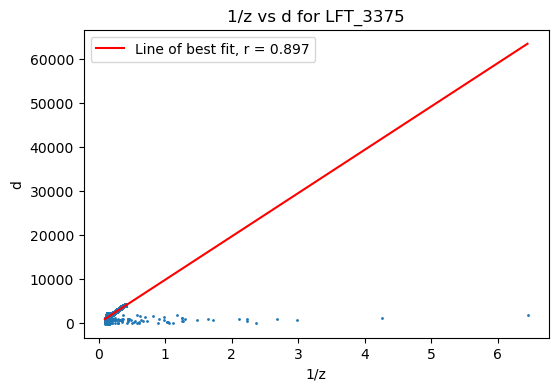 1/z vs d for LFT_3375
Line of best fit, r = 0.897
60000
50000
40000
30000
20000
10000
0
d
0 1 2 3 4 5 6
1/z